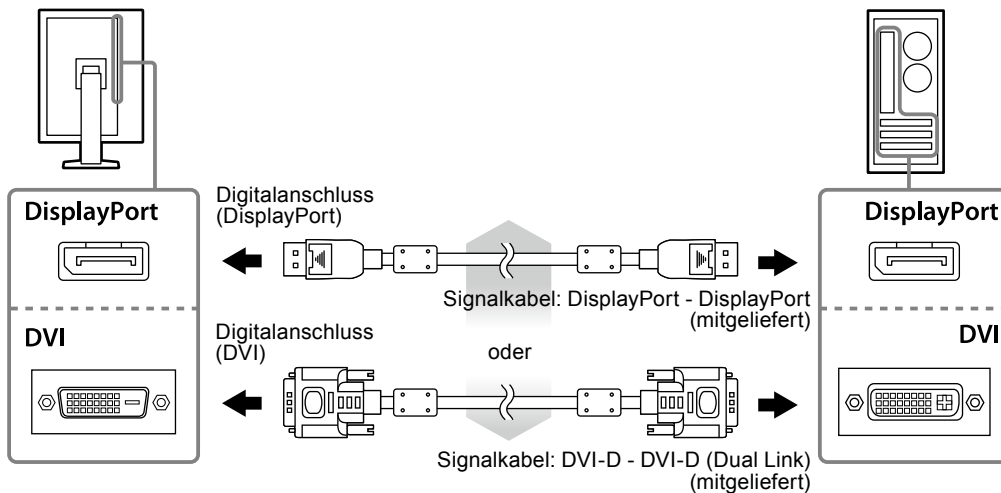 DisplayPort
Digitalanschluss
(DisplayPort)
DisplayPort
Signalkabel: DisplayPort - DisplayPort
(mitgeliefert)
DVI
Digitalanschluss
(DVI)
oder
DVI
Signalkabel: DVI-D - DVI-D (Dual Link)
(mitgeliefert)